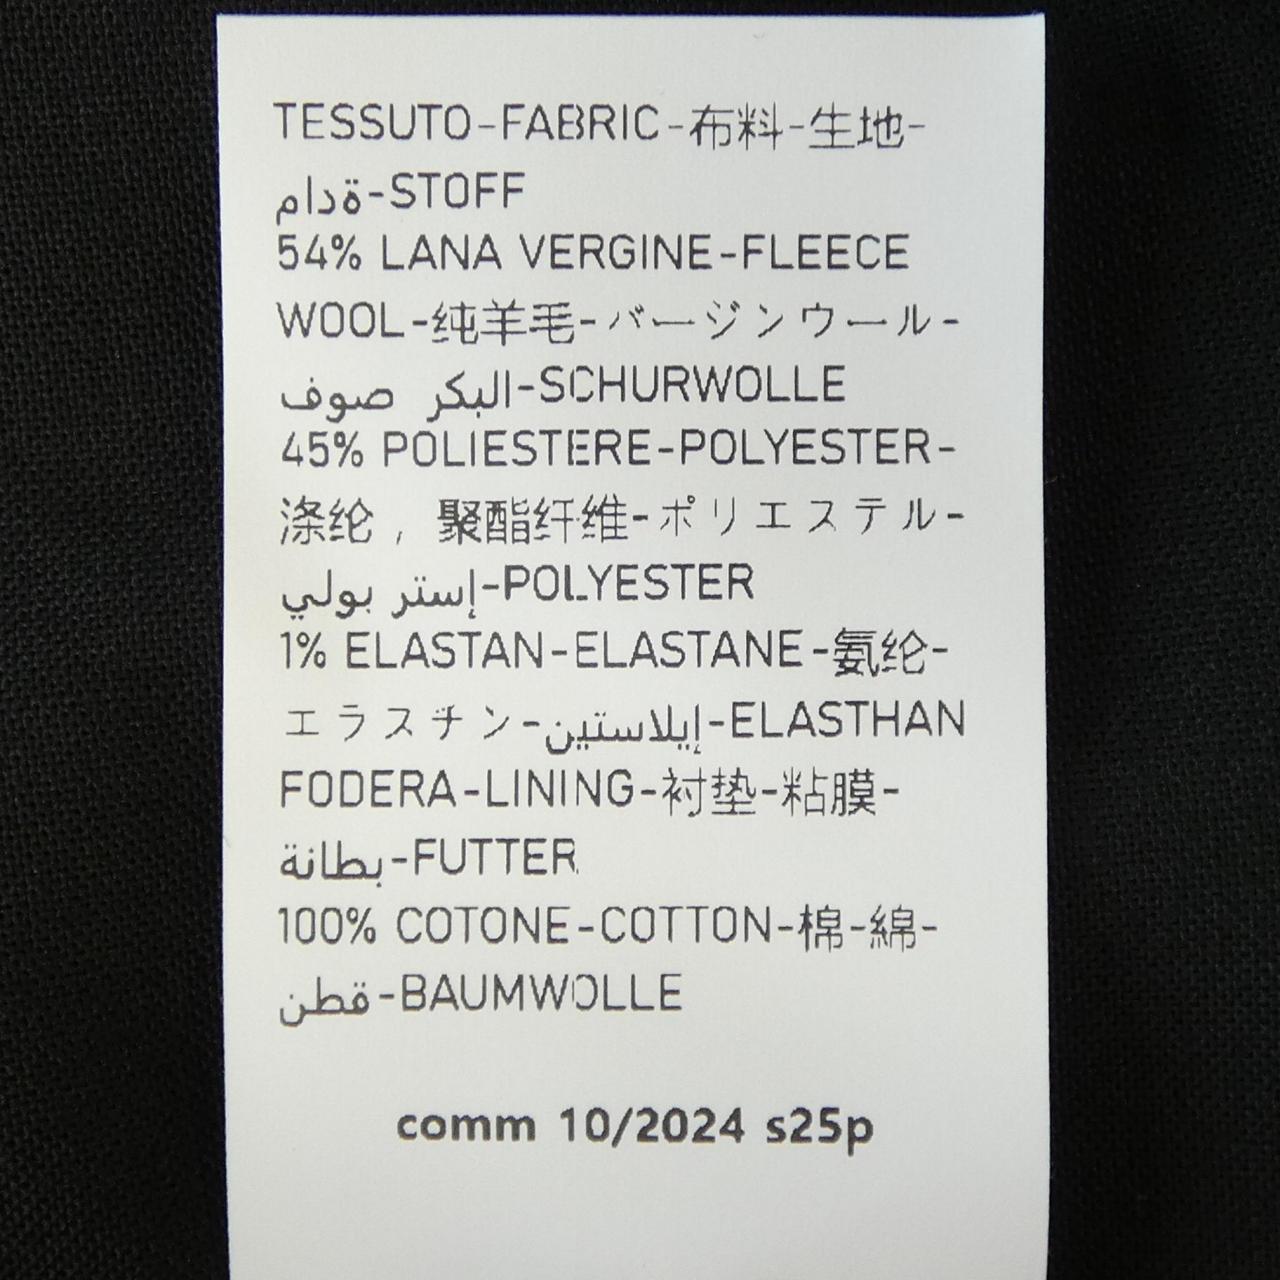 TESSUTO-FABRIC-布料-生地-
ةدام-STOFF
54% LANA VERGINE-FLEECE
WOOL-纯羊毛-バージンウール-
البكر صوف-SCHURWOLLE
45% POLIESTERE-POLYESTER-
涤纶，聚酯纤维-ポリエステル-
إستر بولي-POLYESTER
1% ELASTAN-ELASTANE-氨纶-
エラスチン-إيلاستين-ELASTHAN
FODERA-LINING-衬垫-粘膜-
بطانة-FUTTER
100% COTONE-COTTON-棉-綿-
قطن-BAUMWOLLE
comm 10/2024 s25p